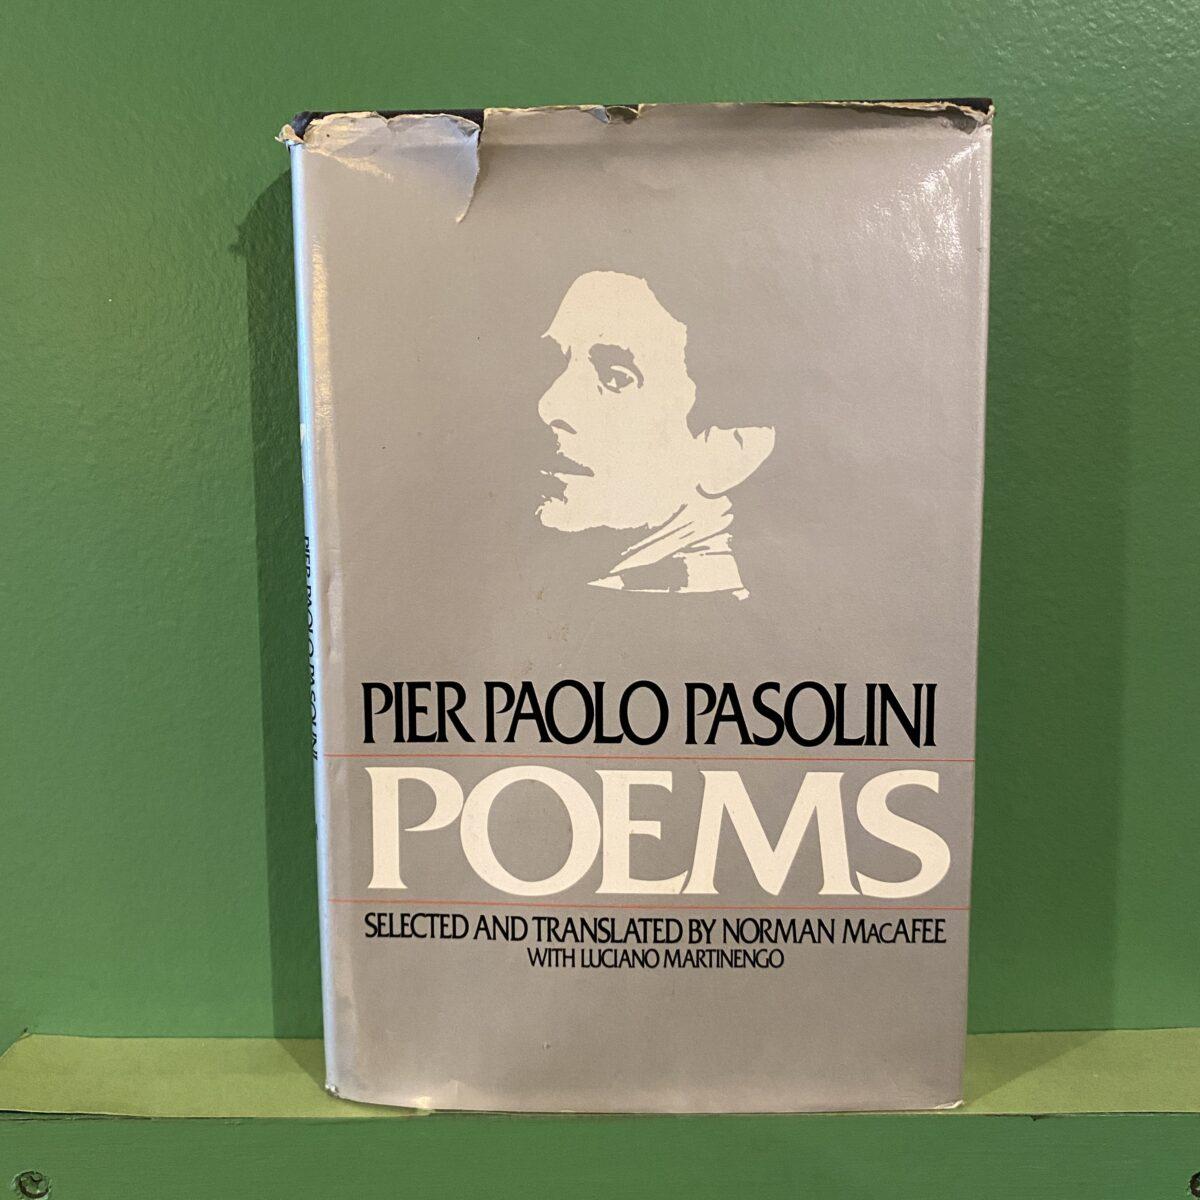 PIER PAOLO PASOLINI
PIER PAOLO PASOLINI
POEMS
SELECTED AND TRANSLATED BY NORMAN MACAFEE
WITH LUCIANO MARTINENGO